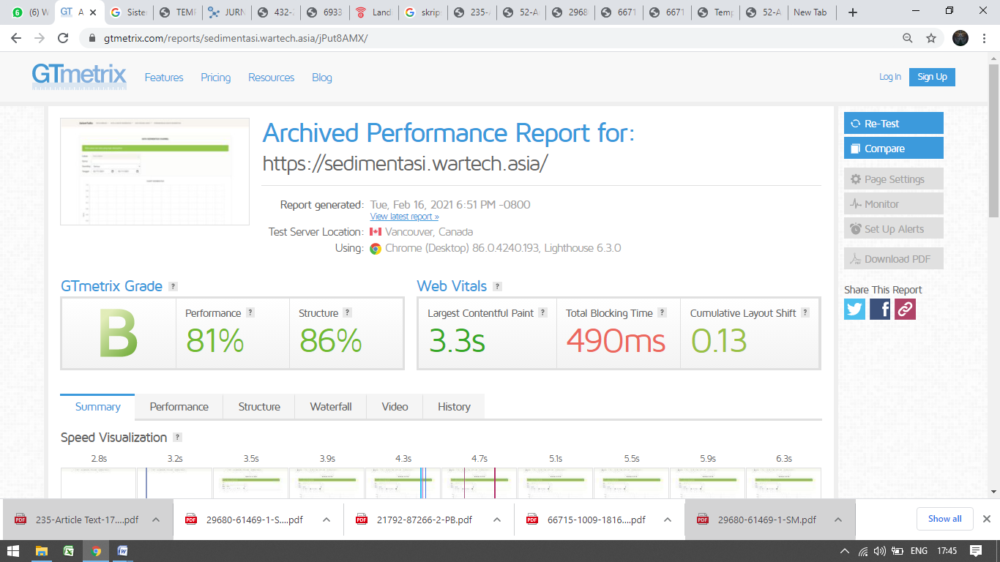 (6) W
GT A
Sister
TEMP
JURN
432-2
6933
Landi
skrip
235-A
52-A
2968
6671
6671
Temp
52-A
New Tab
gtmetrix.com/reports/sedimentasi.wartech.asia/jPut8AMX/
GTmetrix Features Pricing Resources Blog Log In Sign Up
Archived Performance Report for:
https://sedimentasi.wartech.asia/
Report generated: Tue, Feb 16, 2021 6:51 PM -0800
View latest report »
Test Server Location: Vancouver, Canada
Using: Chrome (Desktop) 86.0.4240.193, Lighthouse 6.3.0
Re-Test
Compare
Page Settings
Monitor
Set Up Alerts
Download PDF
Share This Report
GTmetrix Grade ?
B
Performance ?
81%
Structure ?
86%
Web Vitals ?
Largest Contentful Paint ?
3.3s
Total Blocking Time ?
490ms
Cumulative Layout Shift ?
0.13
Summary Performance Structure Waterfall Video History
Speed Visualization ?
2.8s 3.2s 3.5s 3.9s 4.3s 4.7s 5.1s 5.5s 5.9s 6.3s
235-Article Text-17....pdf
29680-61469-1-S....pdf
21792-87266-2-PB.pdf
66715-1009-1816....pdf
29680-61469-1-SM.pdf
Show all
ENG 17:45